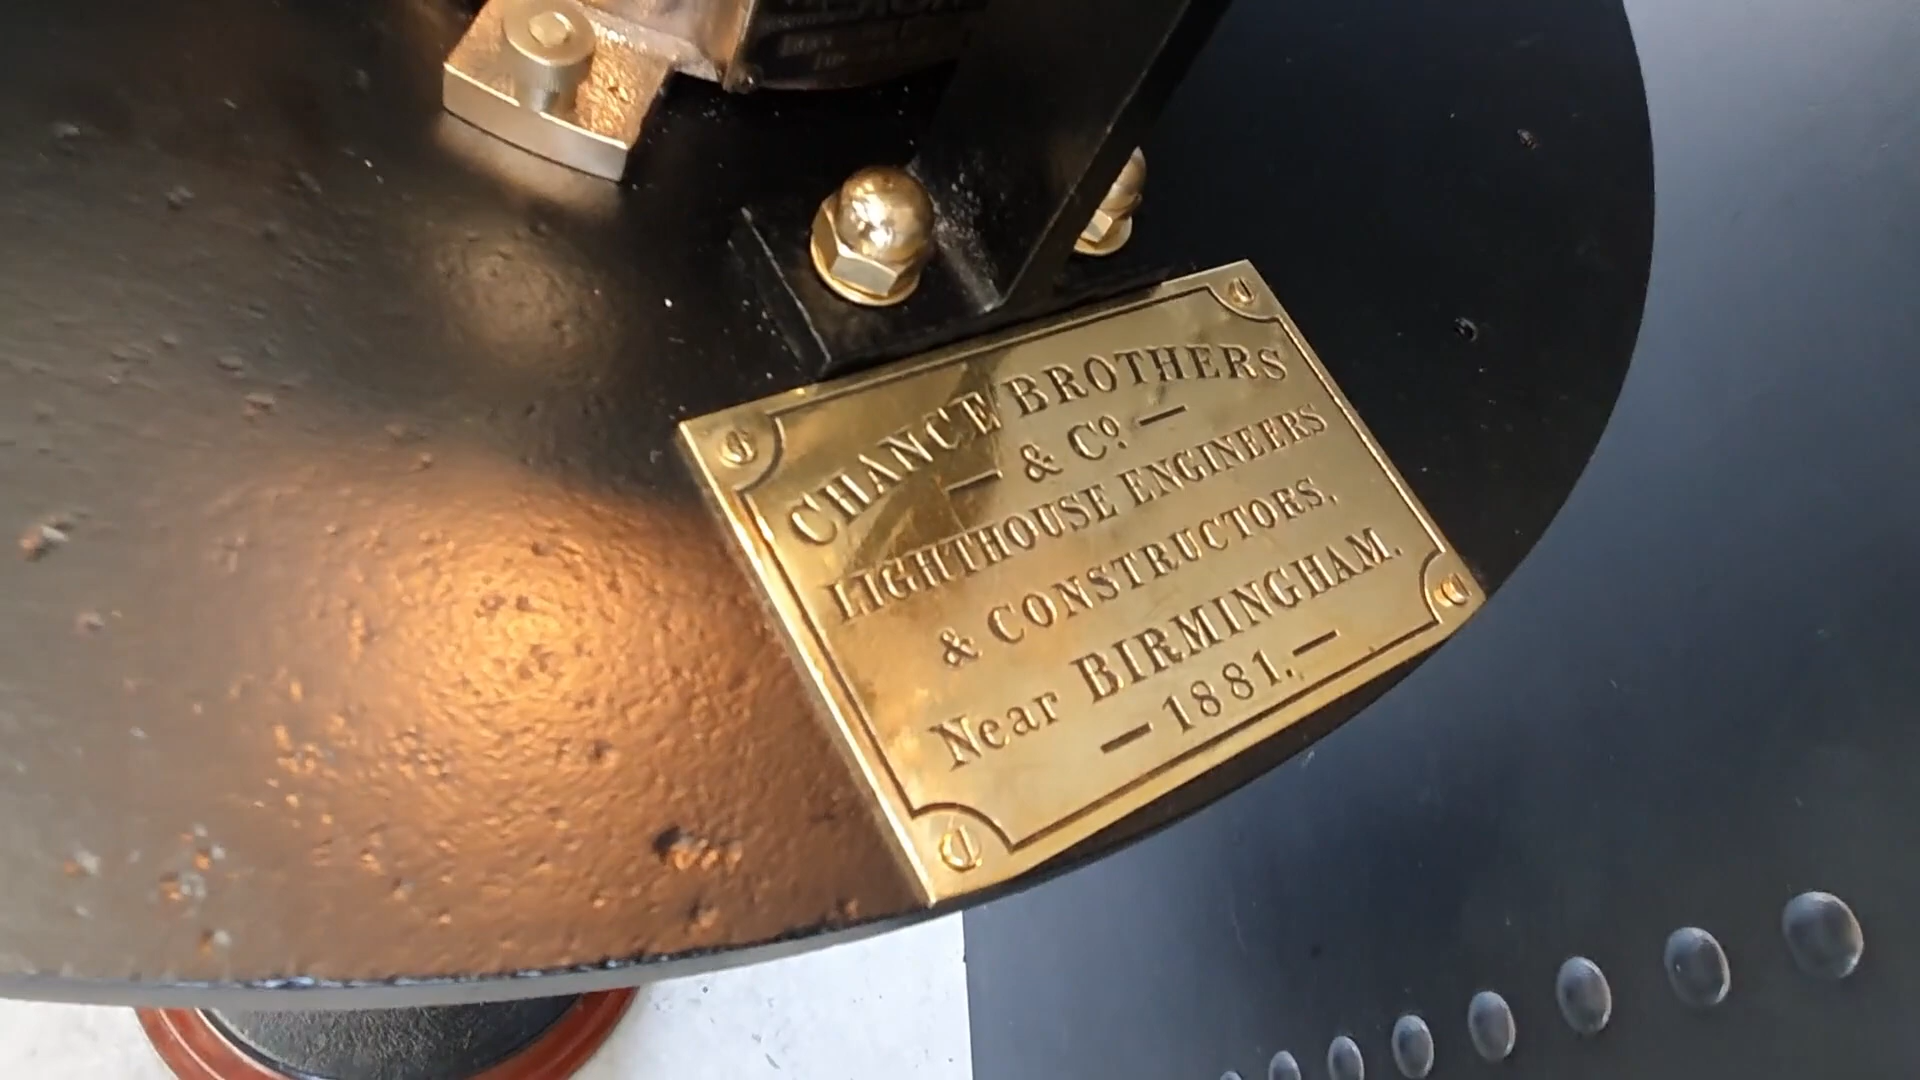 CHANCE BROTHERS
— & Co. —
LIGHTHOUSE ENGINEERS
& CONSTRUCTORS,
Near BIRMINGHAM.
— 1881. —